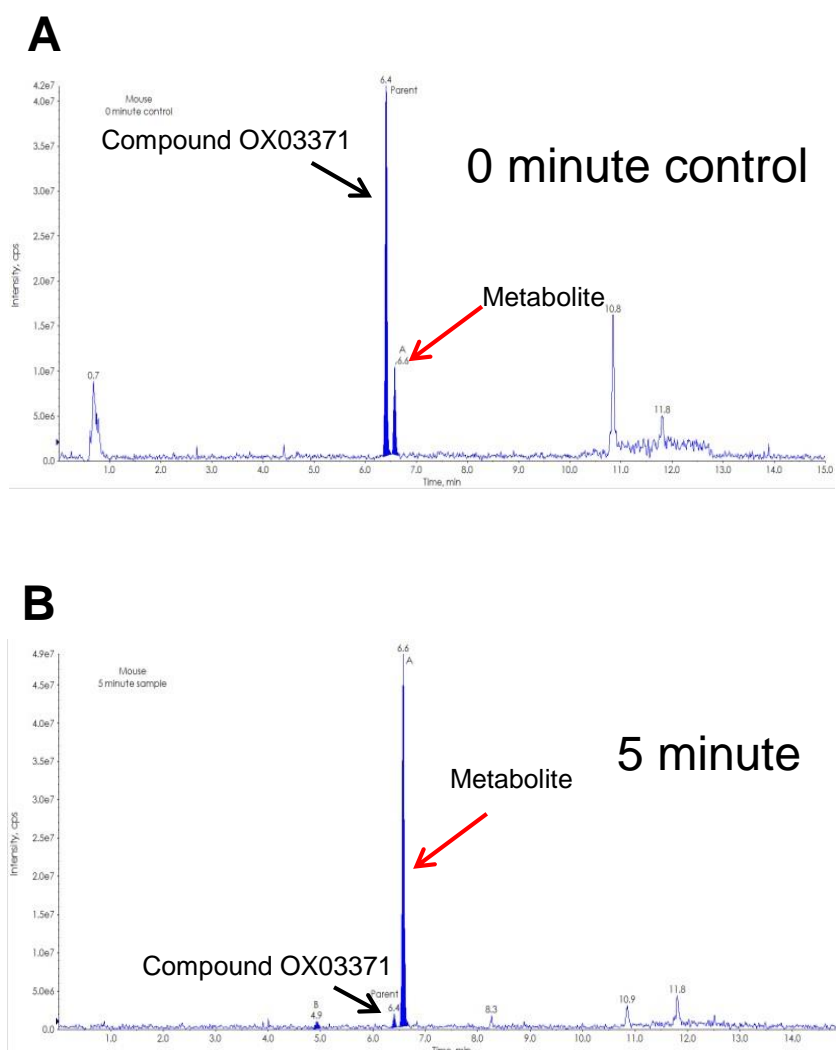 A
4.2e7
4.0e7
3.5e7
3.0e7
2.5e7
2.0e7
1.5e7
1.0e7
5.0e6
0.0
Intensity, cps
Mouse
0 minute control
Compound OX03371
6.4
Parent
0 minute control
Metabolite
A
6.6
0.7
10.8
11.8
1.0 2.0 3.0 4.0 5.0 6.0 7.0 8.0 9.0 10.0 11.0 12.0 13.0 14.0 15.0
Time, min
B
4.9e7
4.5e7
4.0e7
3.5e7
3.0e7
2.5e7
2.0e7
1.5e7
1.0e7
5.0e6
0.0
Intensity, cps
Mouse
5 minute sample
6.6
A
5 minute
Metabolite
Compound OX03371
Parent
6.4
B
4.9
8.3
10.9
11.8
1.0 2.0 3.0 4.0 5.0 6.0 7.0 8.0 9.0 10.0 11.0 12.0 13.0 14.0
Time, min